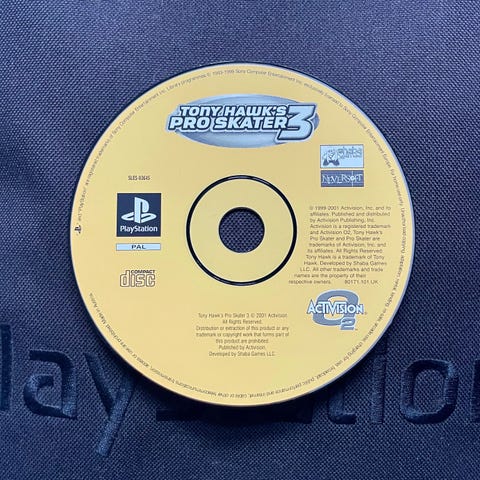 TONY HAWK'S
PRO SKATER 3
SLES-03645
PlayStation
PAL
COMPACT
disc
shaba
NEVERSOFT
© 1999-2001 Activision, Inc. and its
affiliates. Published and distributed
by Activision Publishing, Inc.
Activision is a registered trademark
and Activision O2, Tony Hawk's
Pro Skater and Pro Skater are
trademarks of Activision, Inc. and
its affiliates. All Rights Reserved.
Tony Hawk is a trademark of Tony
Hawk. Developed by Shaba Games
LLC. All other trademarks and trade
names are the property of their
respective owners. 80171.101.UK
ACTIVISION
O2
Tony Hawk's Pro Skater 3. © 2001 Activision.
All Rights Reserved.
Distribution or extraction of this product or any
trademark or copyright work that forms part of
this product are prohibited.
Published by Activision.
Developed by Shaba Games LLC.
PlayStation